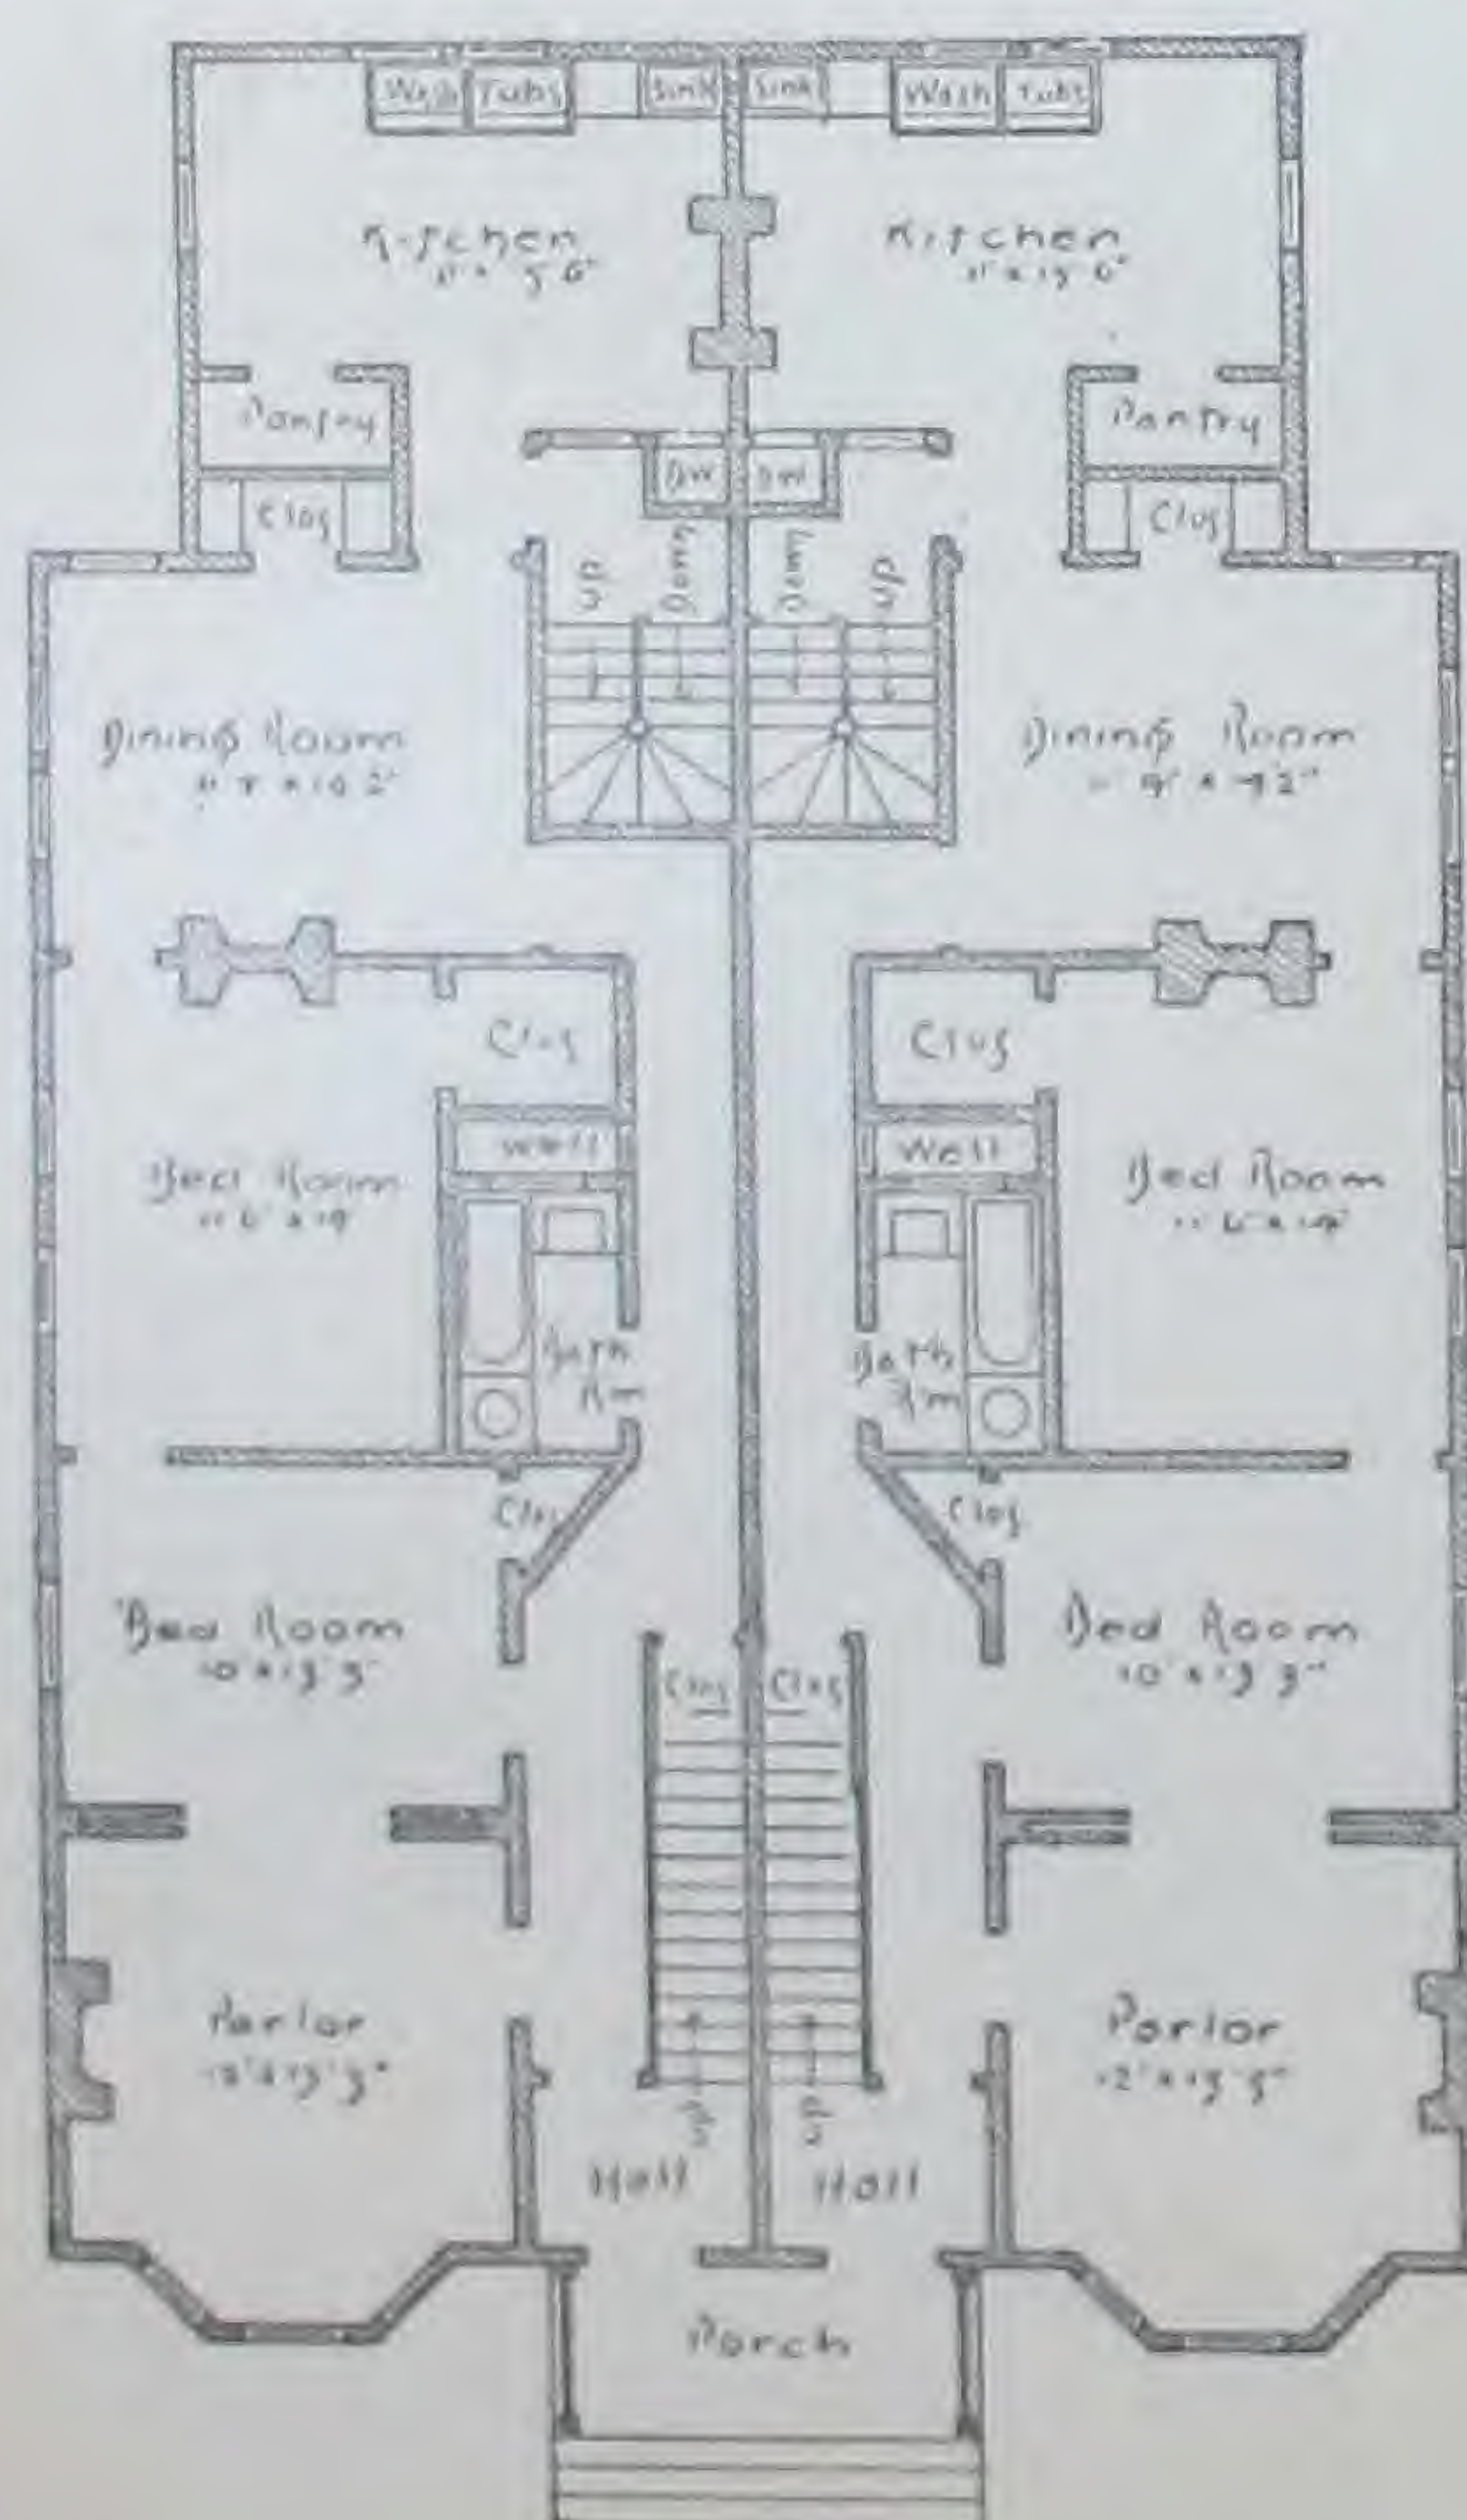 Wash Tubs Sink Sink Wash Tubs
Kitchen Kitchen
Pantry Pantry
DW DW
Clos Clos
Up Down Down Up
Dining Room Dining Room
Clos Clos
Well Well
Bed Room Bed Room
Bath Bath
Rm Rm
Clos Clos
Bed Room Bed Room
Clos Clos
Parlor Parlor
Up Up
Hall Hall
Porch